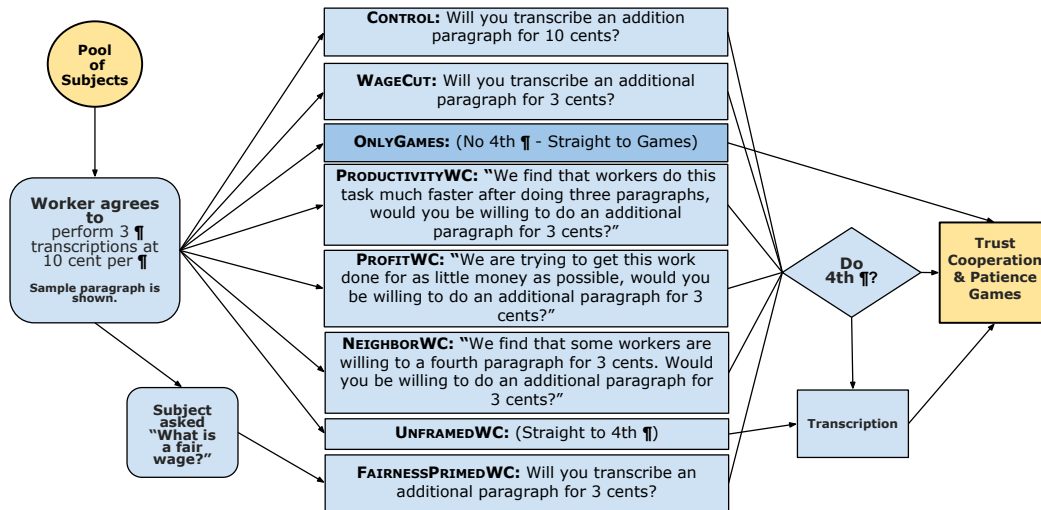 Pool
of
Subjects
Worker agrees
to
perform 3 ¶
transcriptions at
10 cent per ¶
Sample paragraph is
shown.
Subject
asked
“What is
a fair
wage?”
CONTROL: Will you transcribe an addition
paragraph for 10 cents?
WAGECUT: Will you transcribe an additional
paragraph for 3 cents?
ONLYGAMES: (No 4th ¶ - Straight to Games)
PRODUCTIVITYWC: “We find that workers do this
task much faster after doing three paragraphs,
would you be willing to do an additional
paragraph for 3 cents?”
PROFITWC: “We are trying to get this work
done for as little money as possible, would you
be willing to do an additional paragraph for 3
cents?”
NEIGHBORWC: “We find that some workers are
willing to a fourth paragraph for 3 cents. Would
you be willing to do an additional paragraph for
3 cents?”
UNFRAMEDWC: (Straight to 4th ¶)
FAIRNESSPRIMEDWC: Will you transcribe an
additional paragraph for 3 cents?
Do
4th ¶?
Transcription
Trust
Cooperation
& Patience
Games